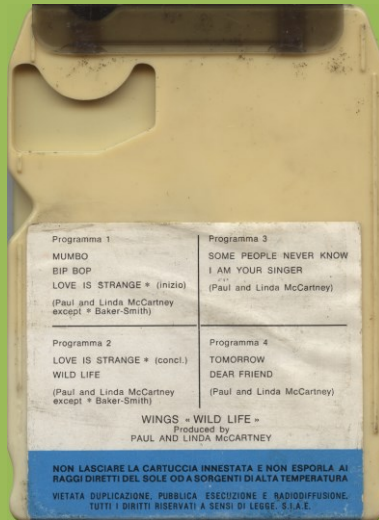 Programma 1
MUMBO
BIP BOP
LOVE IS STRANGE * (inizio)
(Paul and Linda McCartney
except * Baker-Smith)
Programma 3
SOME PEOPLE NEVER KNOW
I AM YOUR SINGER
(Paul and Linda McCartney)
Programma 2
LOVE IS STRANGE * (concl.)
WILD LIFE
(Paul and Linda McCartney
except * Baker-Smith)
Programma 4
TOMORROW
DEAR FRIEND
(Paul and Linda McCartney)
WINGS « WILD LIFE »
Produced by
PAUL AND LINDA McCARTNEY
NON LASCIARE LA CARTUCCIA INNESTATA E NON ESPORLA AI
RAGGI DIRETTI DEL SOLE OD A SORGENTI DI ALTA TEMPERATURA
VIETATA DUPLICAZIONE, PUBBLICA ESECUZIONE E RADIODIFFUSIONE,
TUTTI I DIRITTI RISERVATI A SENSI DI LEGGE. S.I.A.E.